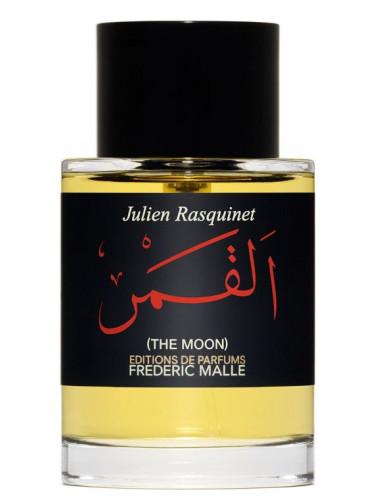 Julien Rasquinet
اَلقَمَرْ
(THE MOON)
EDITIONS DE PARFUMS
FREDERIC MALLE